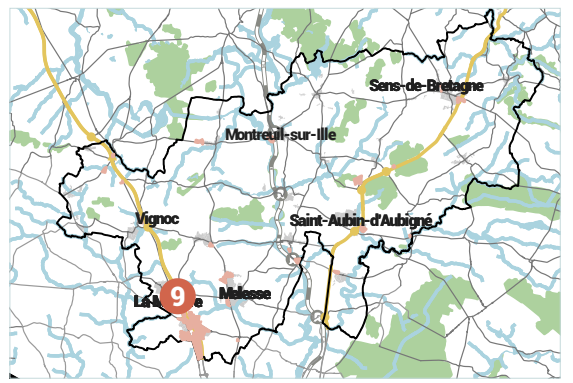 Sens-de-Bretagne
Montreuil-sur-Ille
Vignoc
Saint-Aubin-d'Aubigné
9
Melesse